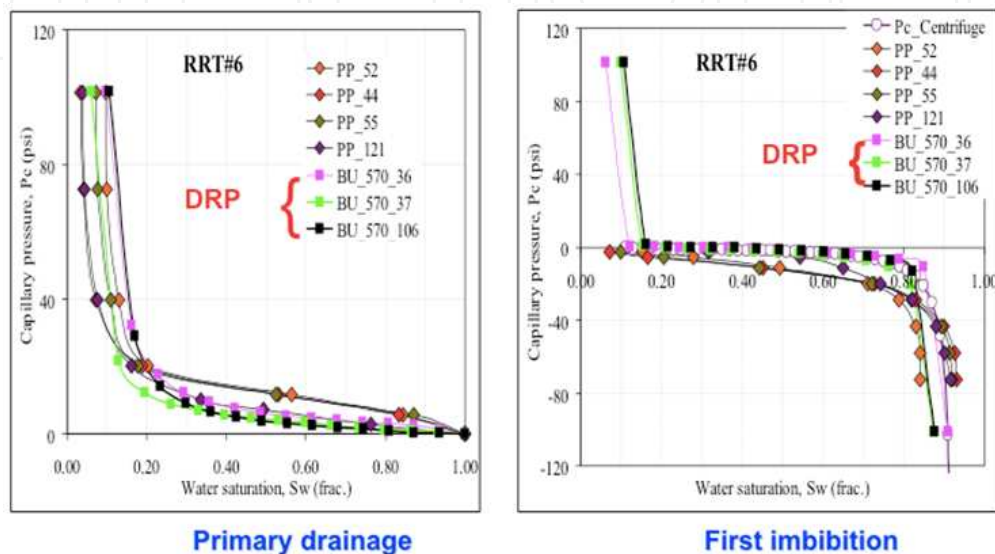 120
80
40
0
Capillary pressure, Pc (psi)
RRT#6
PP_52
PP_44
PP_55
PP_121
DRP
BU_570_36
BU_570_37
BU_570_106
0.00 0.20 0.40 0.60 0.80 1.00
Water saturation, Sw (frac.)
Primary drainage
120
80
40
0
-40
-80
-120
Capillary pressure, Pc (psi)
RRT#6
Pc_Centrifuge
PP_52
PP_44
PP_55
PP_121
DRP
BU_570_36
BU_570_37
BU_570_106
0.00 0.20 0.40 0.60 0.80 1.00
Water saturation, Sw (frac.)
First imbibition